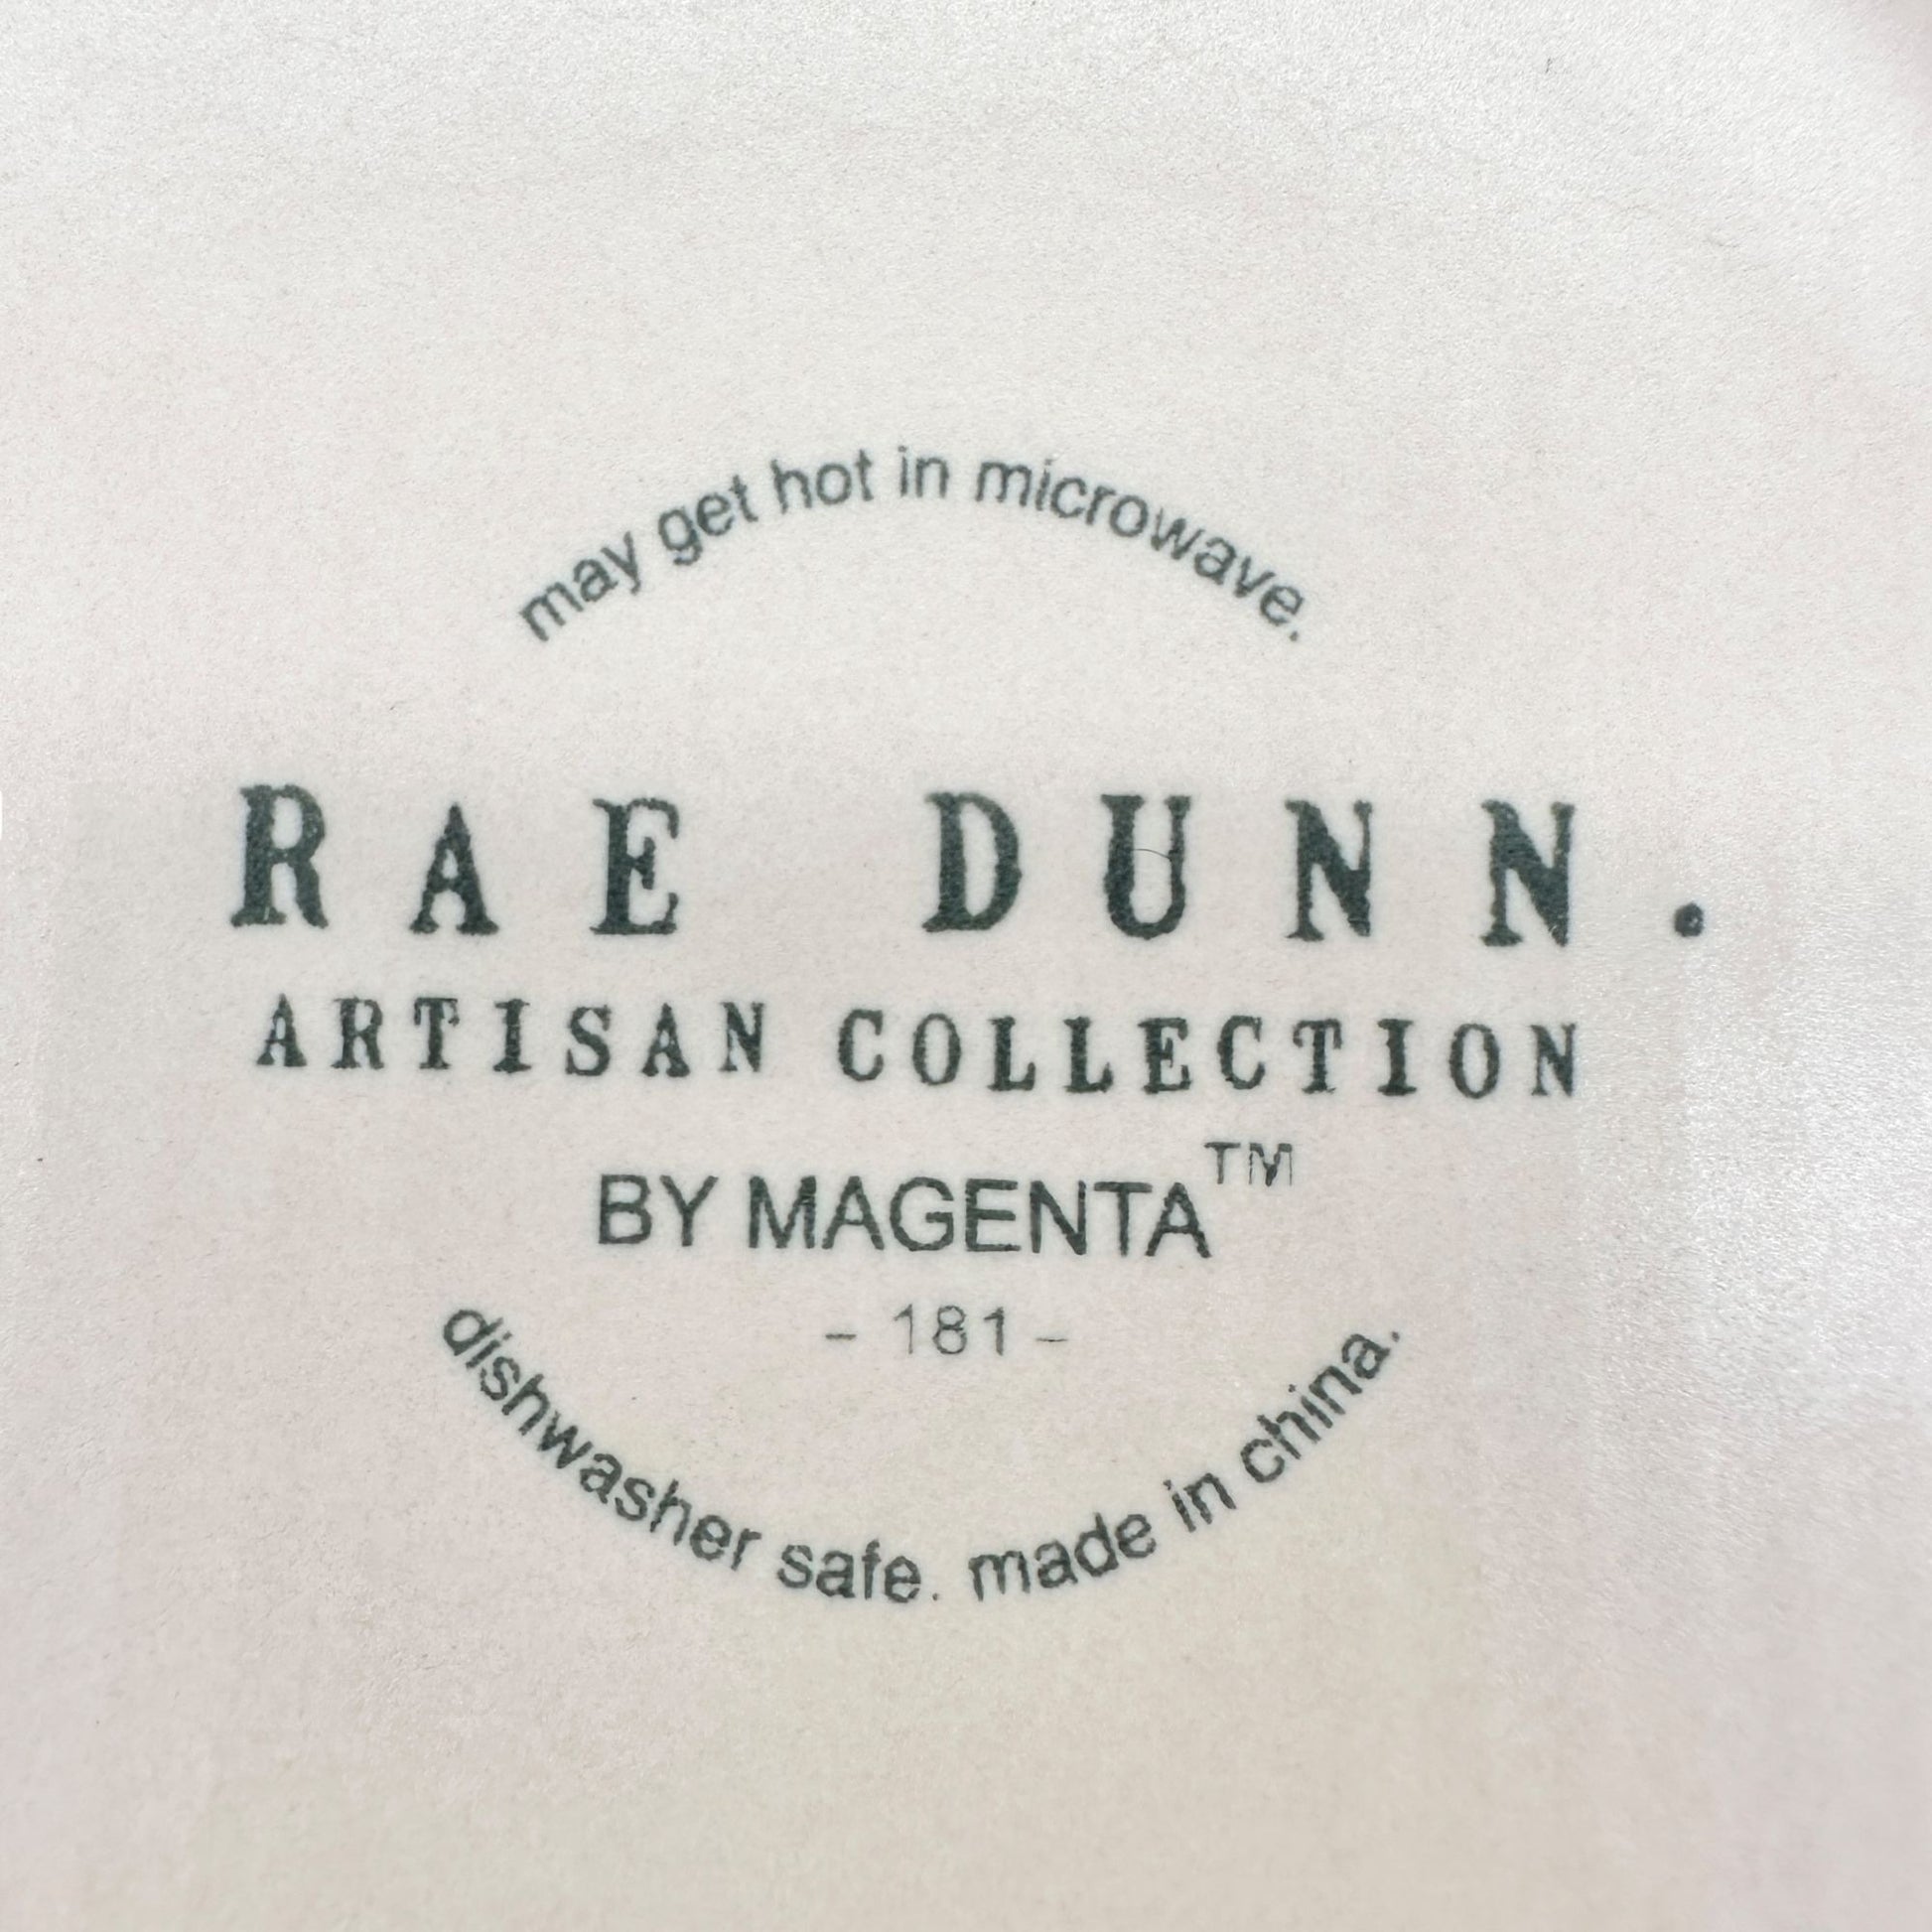 may get hot in microwave.
RAE DUNN.
ARTISAN COLLECTION
BY MAGENTA™
- 181 -
dishwasher safe. made in china.